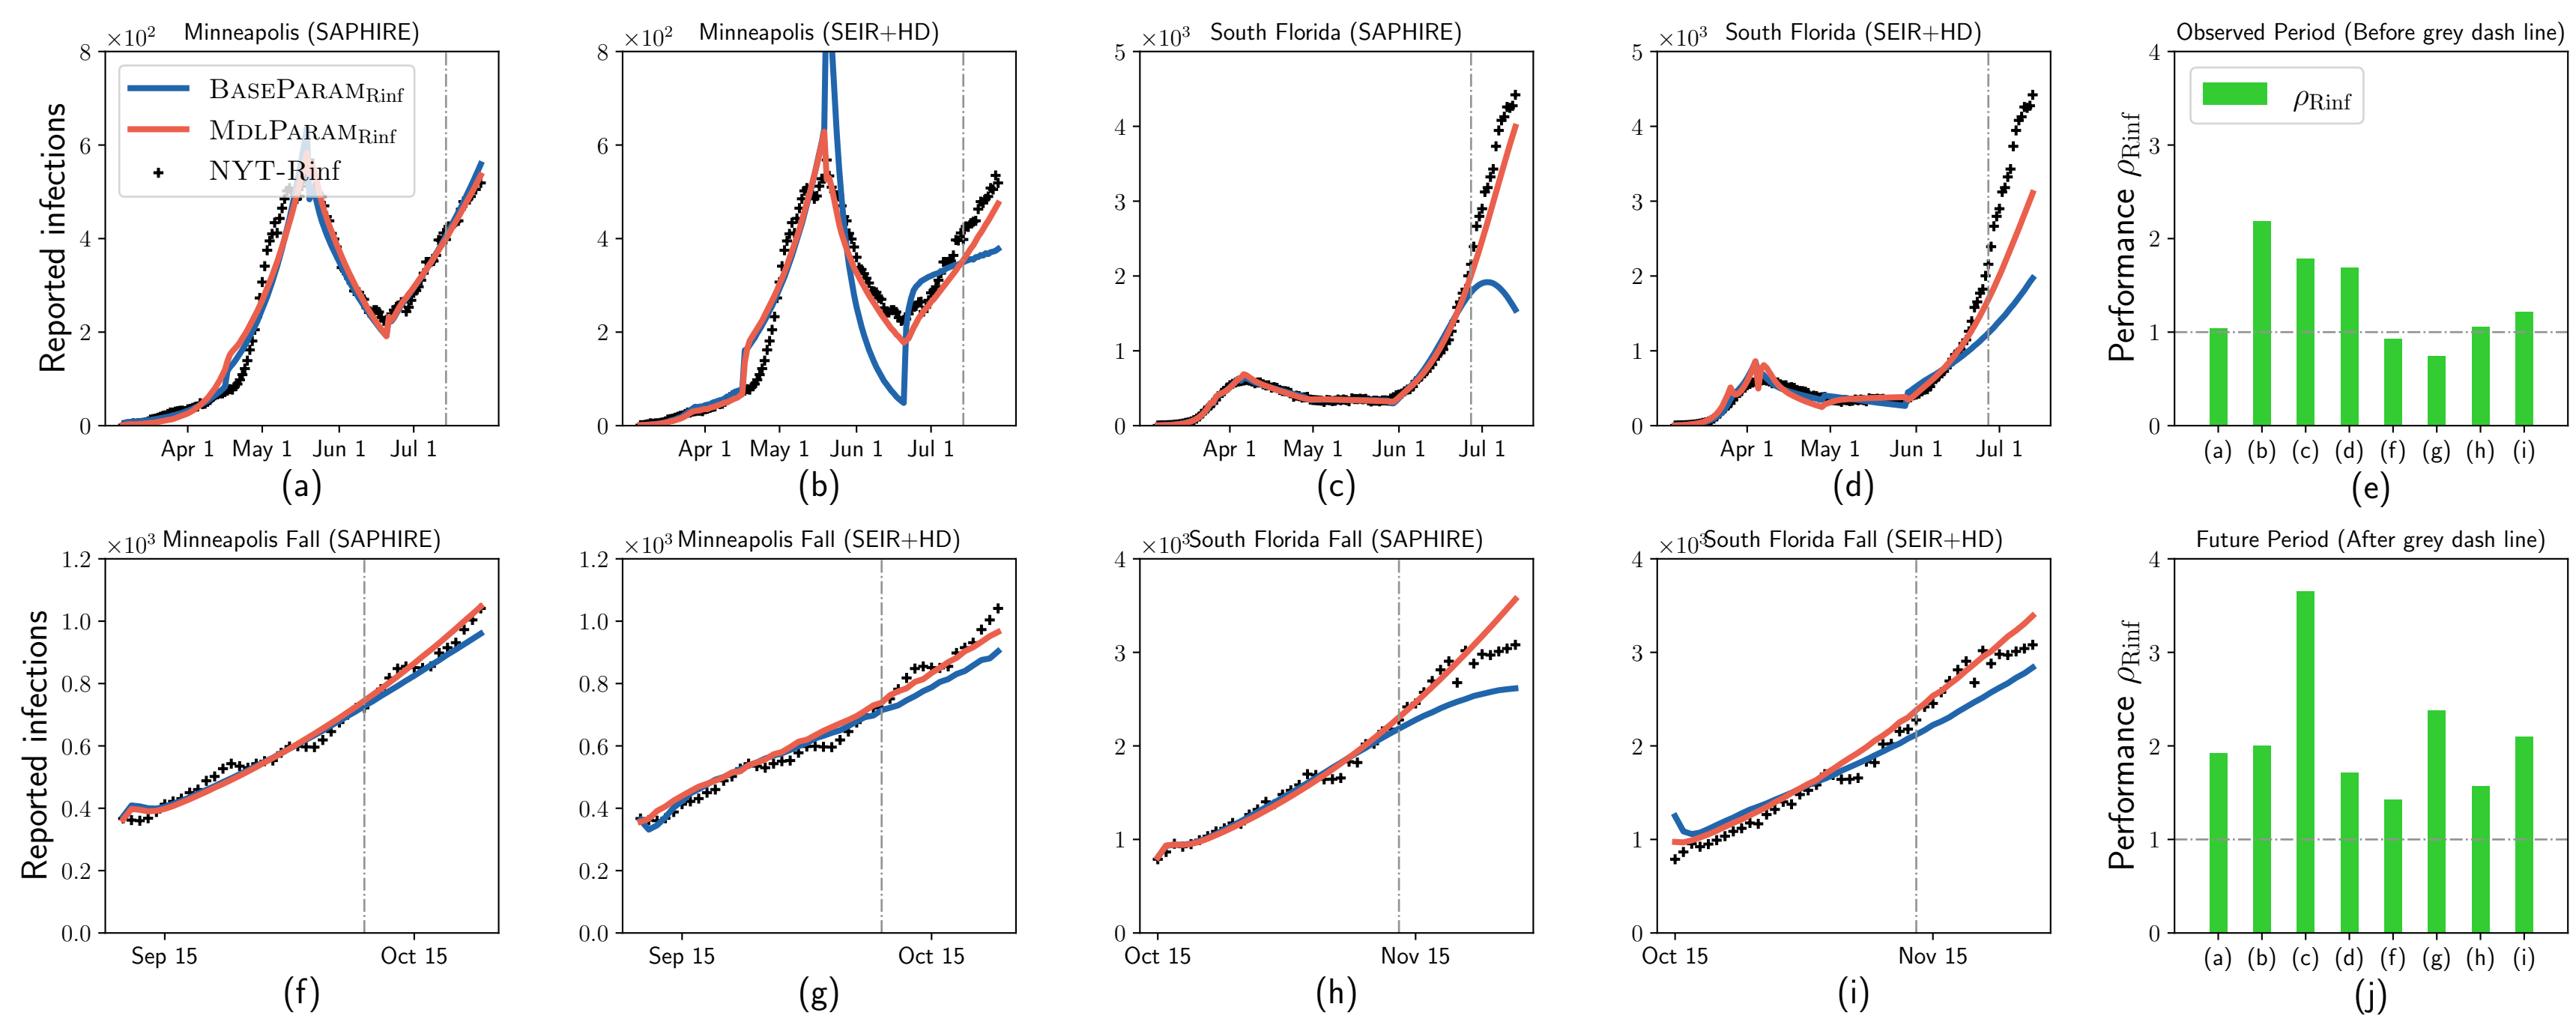 Minneapolis (SAPHIRE)
×10²
8
6
4
2
0
Reported infections
BASEPARAM_Rinf
MDLPARAM_Rinf
NYT-Rinf
Apr 1 May 1 Jun 1 Jul 1
(a)
Minneapolis (SEIR+HD)
×10²
8
6
4
2
0
Apr 1 May 1 Jun 1 Jul 1
(b)
South Florida (SAPHIRE)
×10³
5
4
3
2
1
0
Apr 1 May 1 Jun 1 Jul 1
(c)
South Florida (SEIR+HD)
×10³
5
4
3
2
1
0
Apr 1 May 1 Jun 1 Jul 1
(d)
Observed Period (Before grey dash line)
4
3
2
1
0
Performance ρ_Rinf
ρ_Rinf
(a) (b) (c) (d) (f) (g) (h) (i)
(e)
Minneapolis Fall (SAPHIRE)
×10³
1.2
1.0
0.8
0.6
0.4
0.2
0.0
Reported infections
Sep 15 Oct 15
(f)
Minneapolis Fall (SEIR+HD)
×10³
1.2
1.0
0.8
0.6
0.4
0.2
0.0
Sep 15 Oct 15
(g)
South Florida Fall (SAPHIRE)
×10³
4
3
2
1
0
Oct 15 Nov 15
(h)
South Florida Fall (SEIR+HD)
×10³
4
3
2
1
0
Oct 15 Nov 15
(i)
Future Period (After grey dash line)
4
3
2
1
0
Performance ρ_Rinf
(a) (b) (c) (d) (f) (g) (h) (i)
(j)